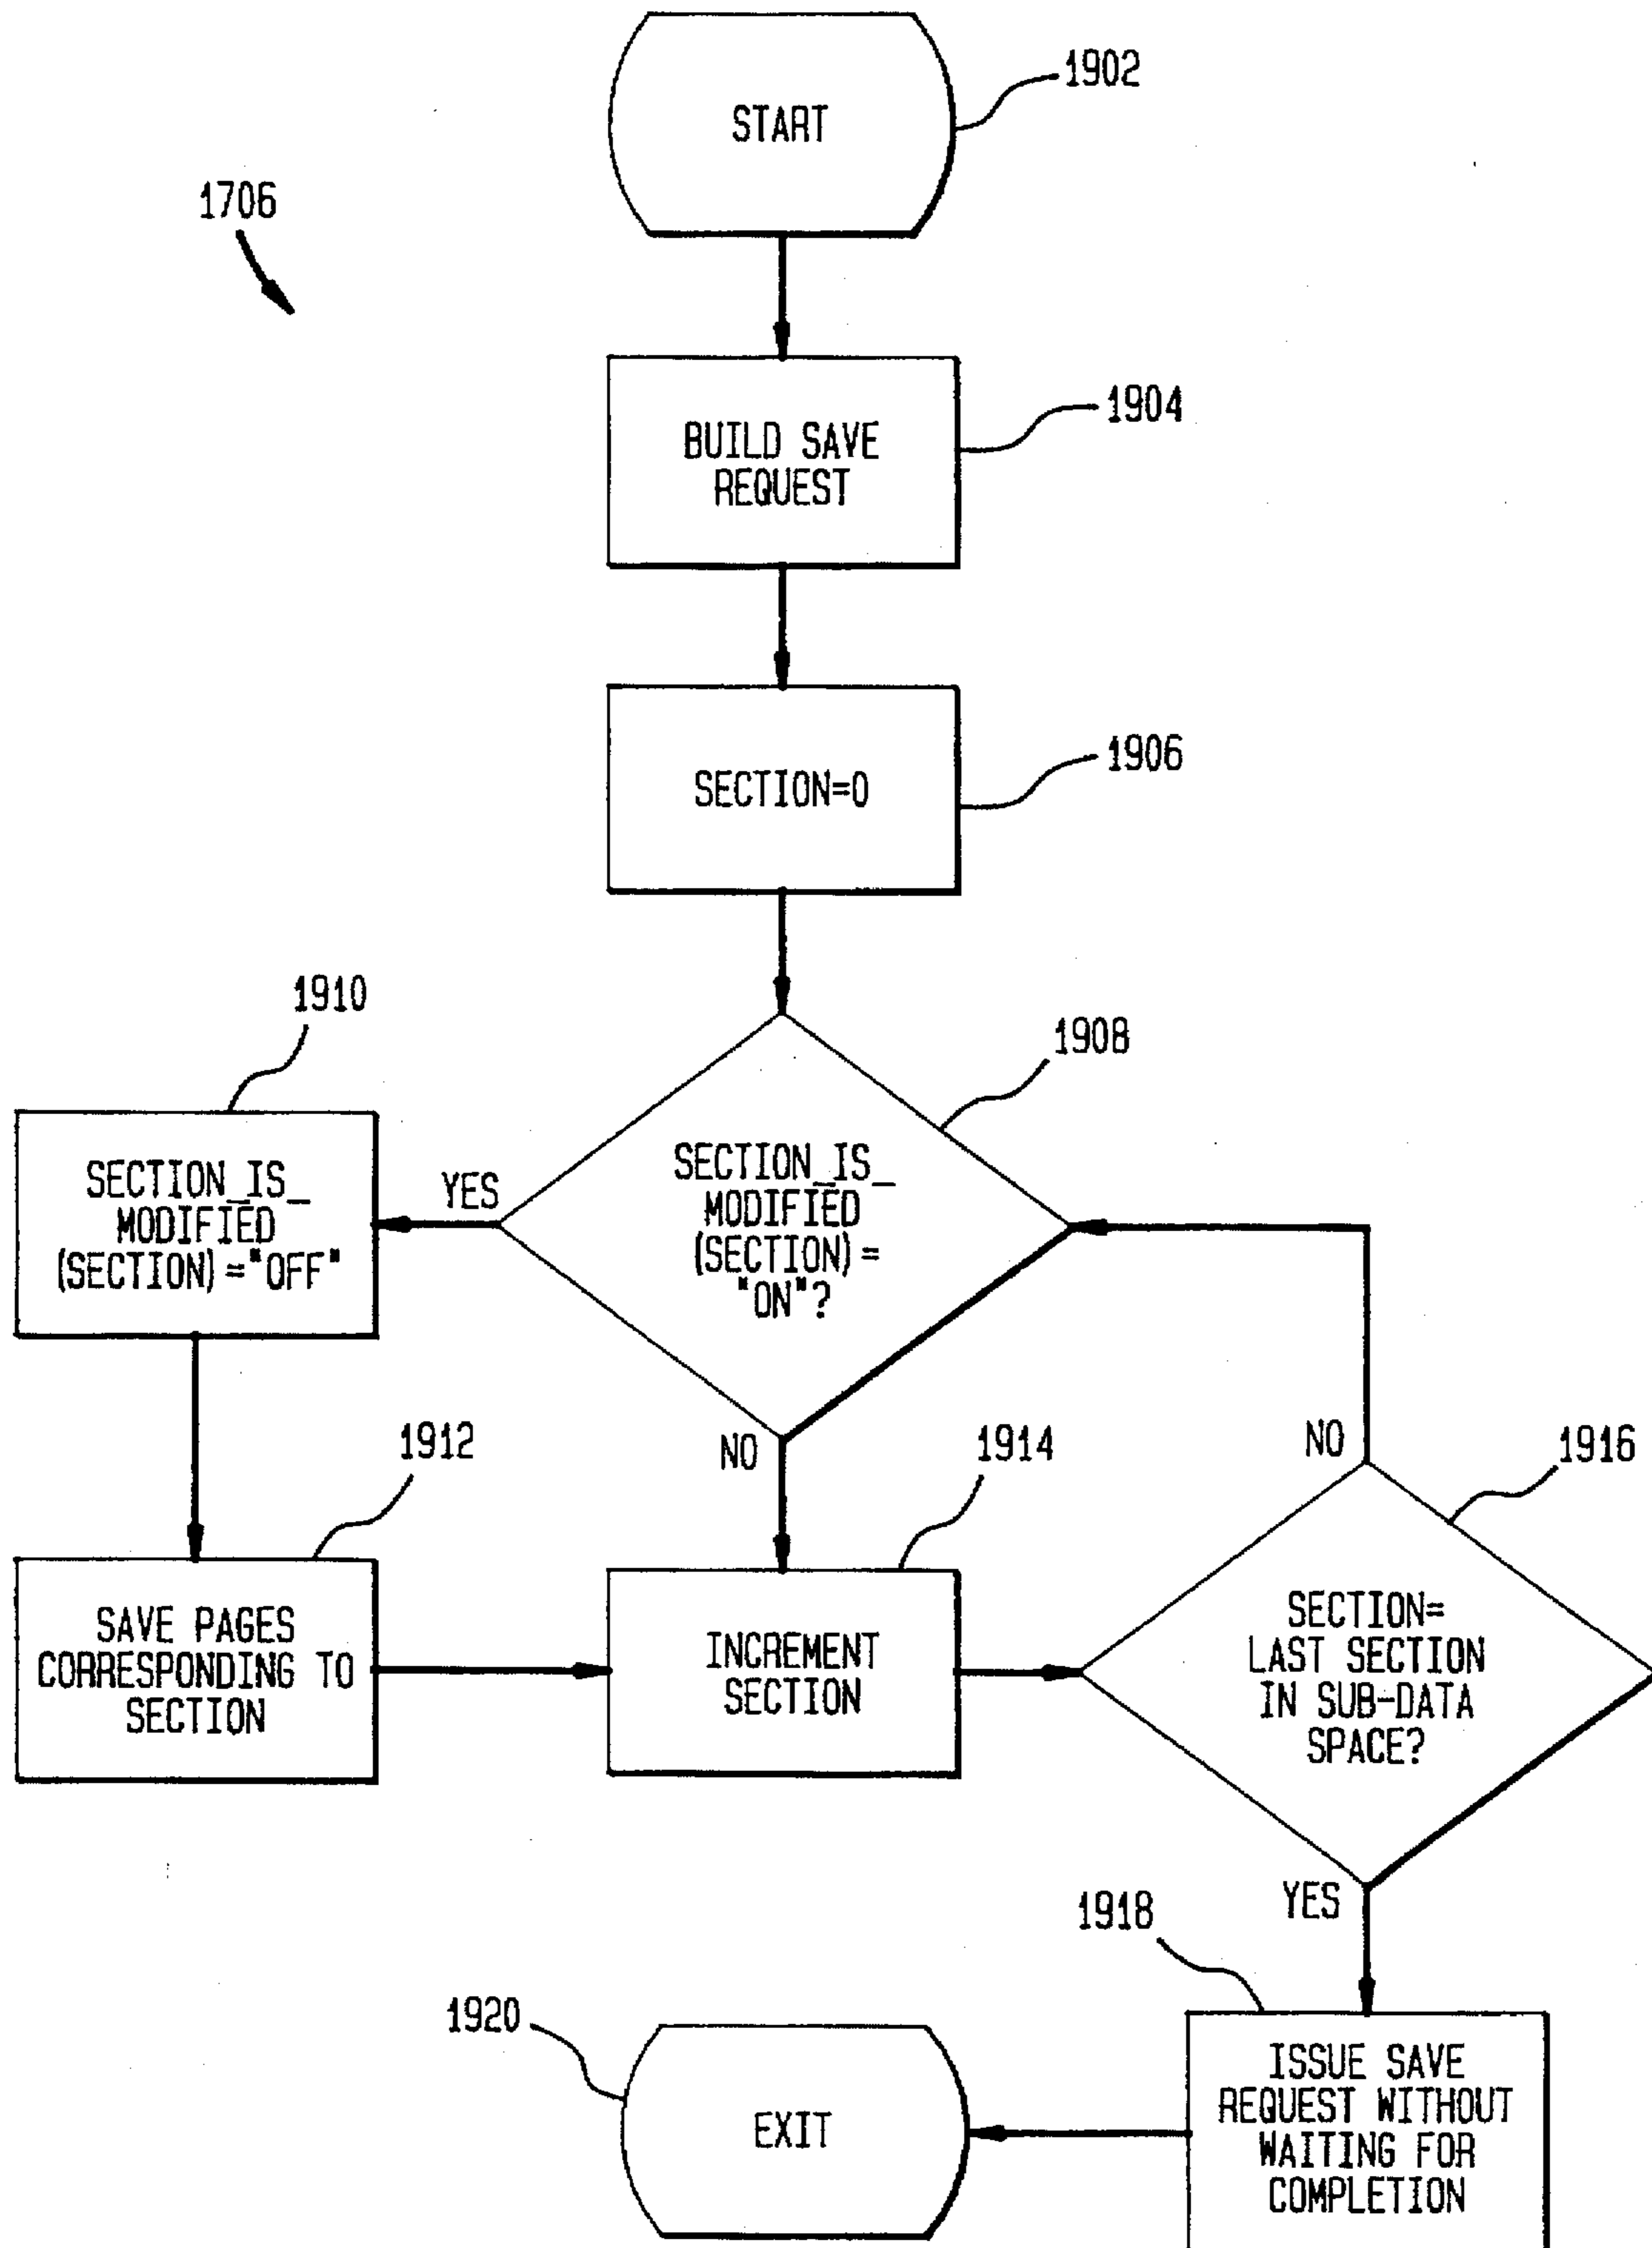 1902
START
1706
1904
BUILD SAVE
REQUEST
1906
SECTION=0
1910
1908
SECTION_IS_
MODIFIED
(SECTION)="OFF"
YES
SECTION_IS_
MODIFIED
(SECTION)=
"ON"?
NO
1912
1914
NO
1916
SAVE PAGES
CORRESPONDING TO
SECTION
INCREMENT
SECTION
SECTION=
LAST SECTION
IN SUB-DATA
SPACE?
YES
1918
1920
EXIT
ISSUE SAVE
REQUEST WITHOUT
WAITING FOR
COMPLETION